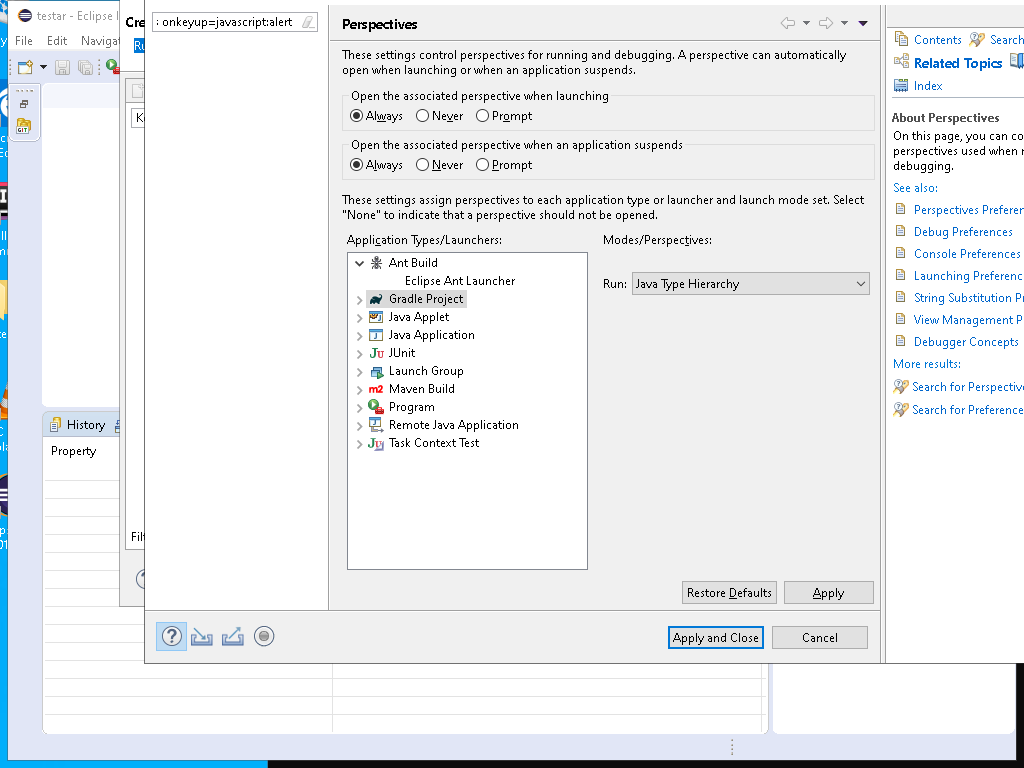 testar - Eclipse I
File Edit Navigat
Cre
Ru
GIT
History
Property
K
Filt
: onkeyup=javascript:alert
Perspectives
These settings control perspectives for running and debugging. A perspective can automatically
open when launching or when an application suspends.
Open the associated perspective when launching
Always Never Prompt
Open the associated perspective when an application suspends
Always Never Prompt
These settings assign perspectives to each application type or launcher and launch mode set. Select
"None" to indicate that a perspective should not be opened.
Application Types/Launchers:
Ant Build
Eclipse Ant Launcher
Gradle Project
Java Applet
Java Application
JUnit
Launch Group
m2 Maven Build
Program
Remote Java Application
Task Context Test
Modes/Perspectives:
Run: Java Type Hierarchy
Restore Defaults Apply
Apply and Close Cancel
Contents Search
Related Topics
Index
About Perspectives
On this page, you can co
perspectives used when r
debugging.
See also:
Perspectives Preferen
Debug Preferences
Console Preferences
Launching Preferenc
String Substitution Pr
View Management P
Debugger Concepts
More results:
Search for Perspective
Search for Preference